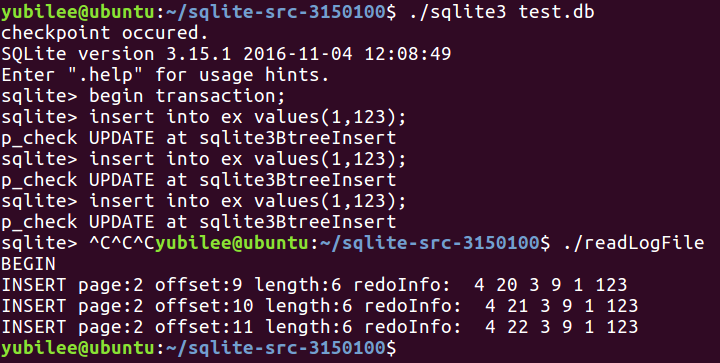 yubilee@ubuntu:~/sqlite-src-3150100$ ./sqlite3 test.db
checkpoint occured.
SQLite version 3.15.1 2016-11-04 12:08:49
Enter ".help" for usage hints.
sqlite> begin transaction;
sqlite> insert into ex values(1,123);
p_check UPDATE at sqlite3BtreeInsert
sqlite> insert into ex values(1,123);
p_check UPDATE at sqlite3BtreeInsert
sqlite> insert into ex values(1,123);
p_check UPDATE at sqlite3BtreeInsert
sqlite> ^C^C^Cyubilee@ubuntu:~/sqlite-src-3150100$ ./readLogFile
BEGIN
INSERT page:2 offset:9 length:6 redoInfo:  4 20 3 9 1 123
INSERT page:2 offset:10 length:6 redoInfo:  4 21 3 9 1 123
INSERT page:2 offset:11 length:6 redoInfo:  4 22 3 9 1 123
yubilee@ubuntu:~/sqlite-src-3150100$